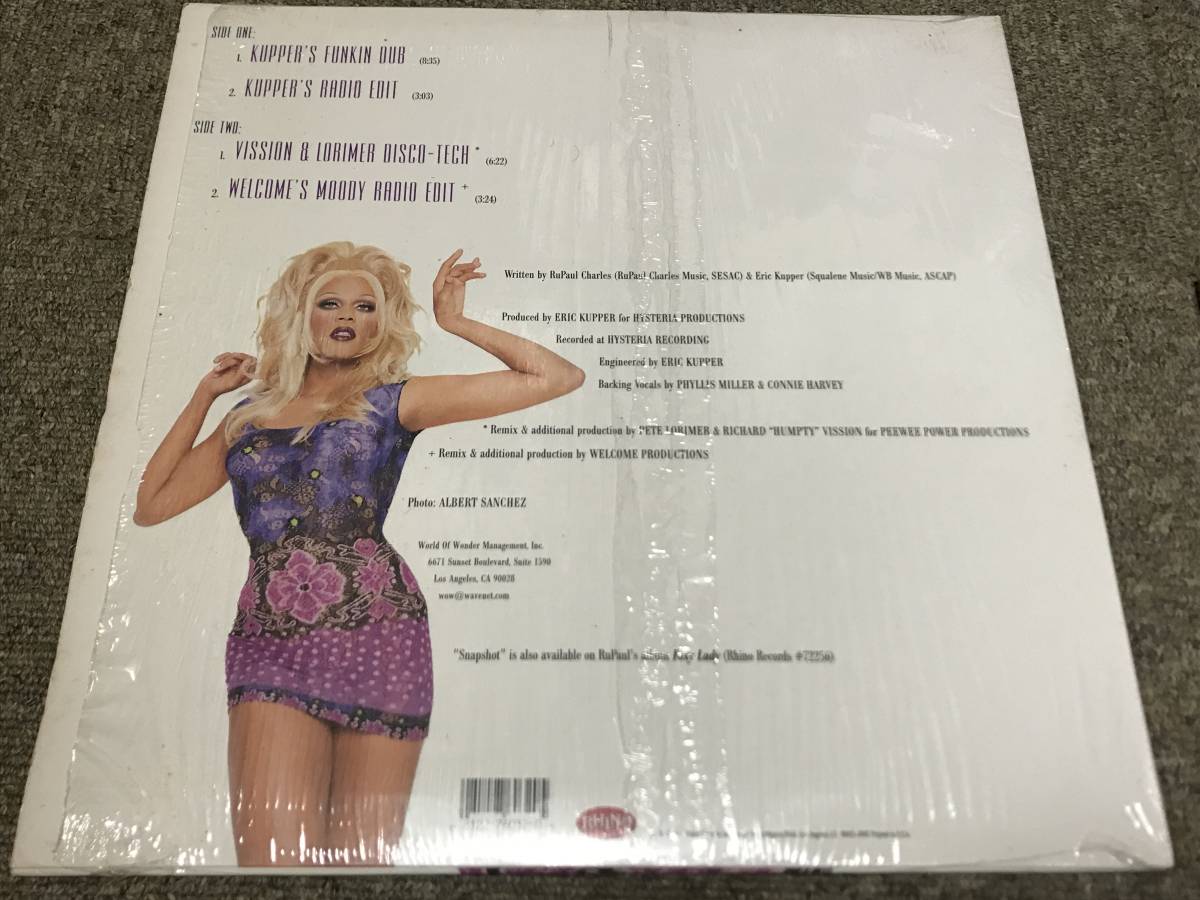 SIDE ONE:
1. KUPPER'S FUNKIN DUB (8:35)
2. KUPPER'S RADIO EDIT (3:03)
SIDE TWO:
1. VISSION & LORIMER DISCO-TECH * (6:22)
2. WELCOME'S MOODY RADIO EDIT + (3:24)
Written by RuPaul Charles (RuPaul Charles Music, SESAC) & Eric Kupper (Squalene Music/WB Music, ASCAP)
Produced by ERIC KUPPER for HYSTERIA PRODUCTIONS
Recorded at HYSTERIA RECORDING
Engineered by ERIC KUPPER
Backing Vocals by PHYLLIS MILLER & CONNIE HARVEY
* Remix & additional production by PETE LORIMER & RICHARD "HUMPTY" VISSION for PEEWEE POWER PRODUCTIONS
+ Remix & additional production by WELCOME PRODUCTIONS
Photo: ALBERT SANCHEZ
World Of Wonder Management, Inc.
6671 Sunset Boulevard, Suite 1590
Los Angeles, CA 90028
wow@wavenet.com
"Snapshot" is also available on RuPaul's album Foxy Lady (Rhino Records #72256)
RHINO